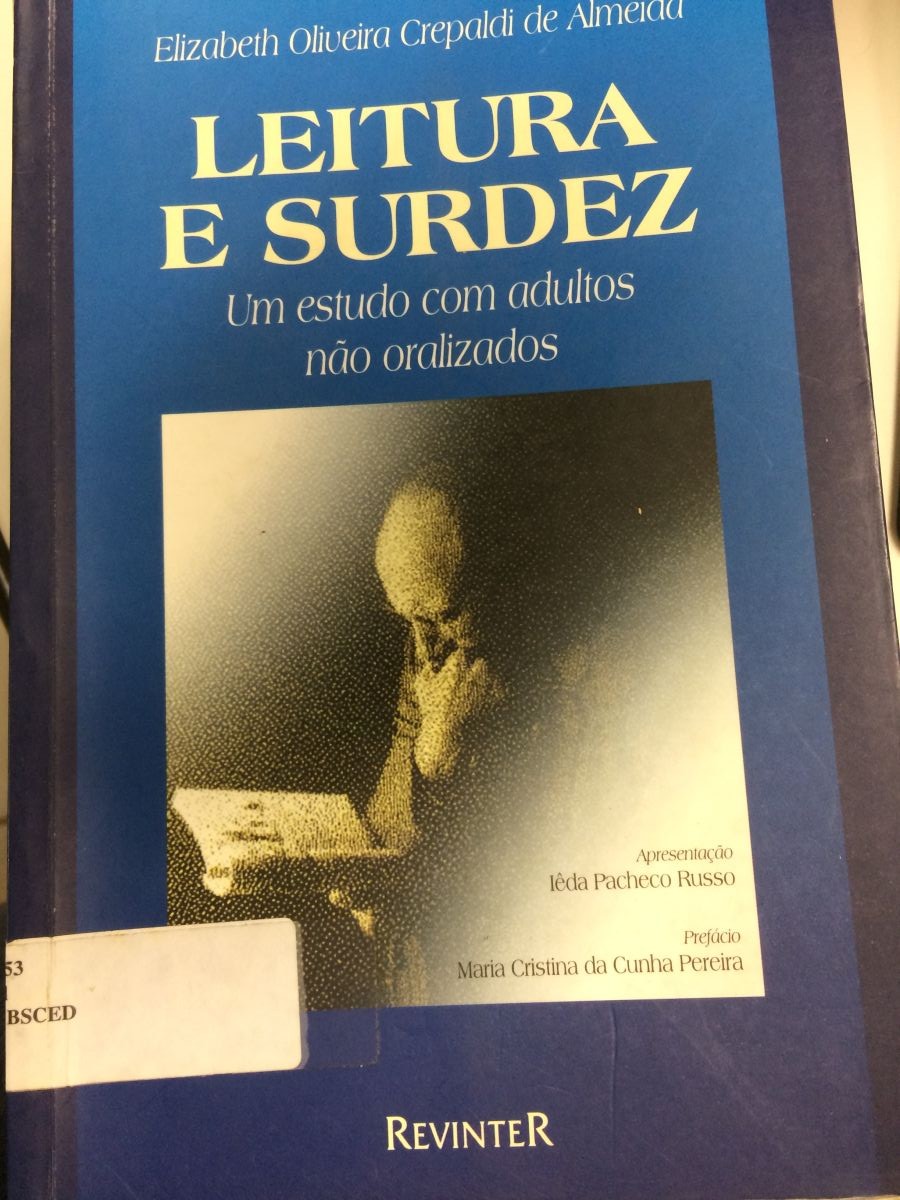 Elizabeth Oliveira Crepaldi de Almeida
LEITURA
E SURDEZ
Um estudo com adultos
não oralizados
Apresentação
Iêda Pacheco Russo
Prefácio
Maria Cristina da Cunha Pereira
53
BSCED
REVINTER